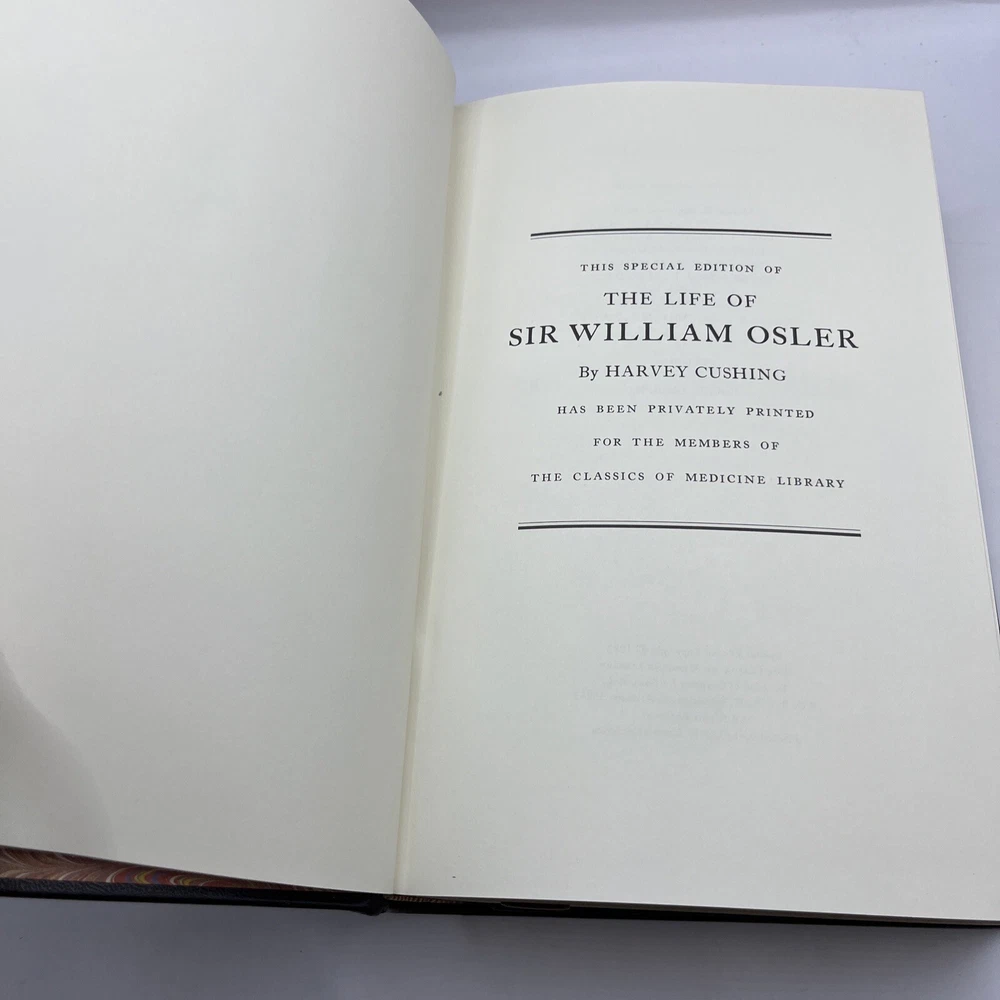 THIS SPECIAL EDITION OF
THE LIFE OF
SIR WILLIAM OSLER
By HARVEY CUSHING
HAS BEEN PRIVATELY PRINTED
FOR THE MEMBERS OF
THE CLASSICS OF MEDICINE LIBRARY